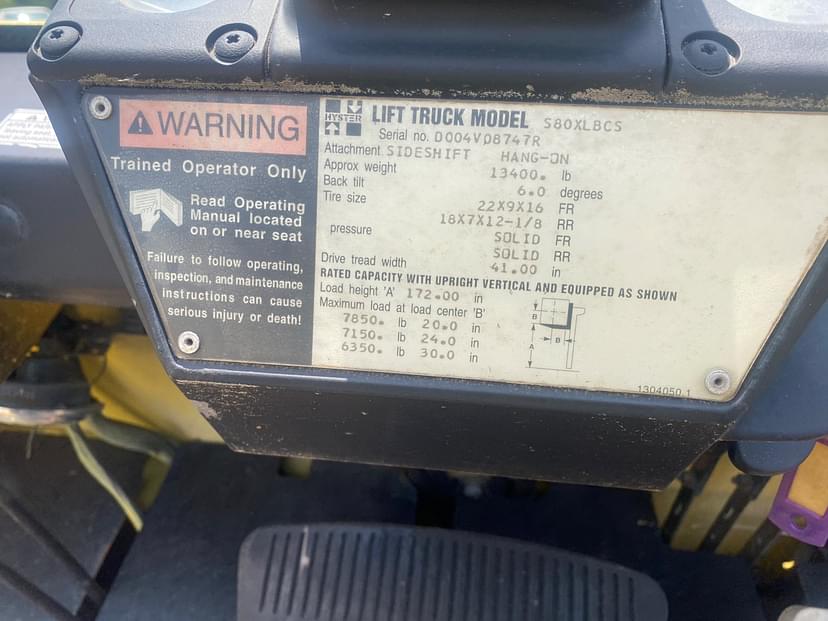 WARNING
Trained Operator Only
Read Operating
Manual located
on or near seat
Failure to follow operating,
inspection, and maintenance
instructions can cause
serious injury or death!
HYSTER
LIFT TRUCK MODEL S80XLBCS
Serial no. D004V08747R
Attachment SIDESHIFT HANG-ON
Approx weight 13400. lb
Back tilt 6.0 degrees
Tire size 22X9X16 FR
18X7X12-1/8 RR
pressure SOLID FR
SOLID RR
Drive tread width 41.00 in
RATED CAPACITY WITH UPRIGHT VERTICAL AND EQUIPPED AS SHOWN
Load height 'A' 172.00 in
Maximum load at load center 'B'
7850. lb 20.0 in
7150. lb 24.0 in
6350. lb 30.0 in
B
B
A
1304050 1